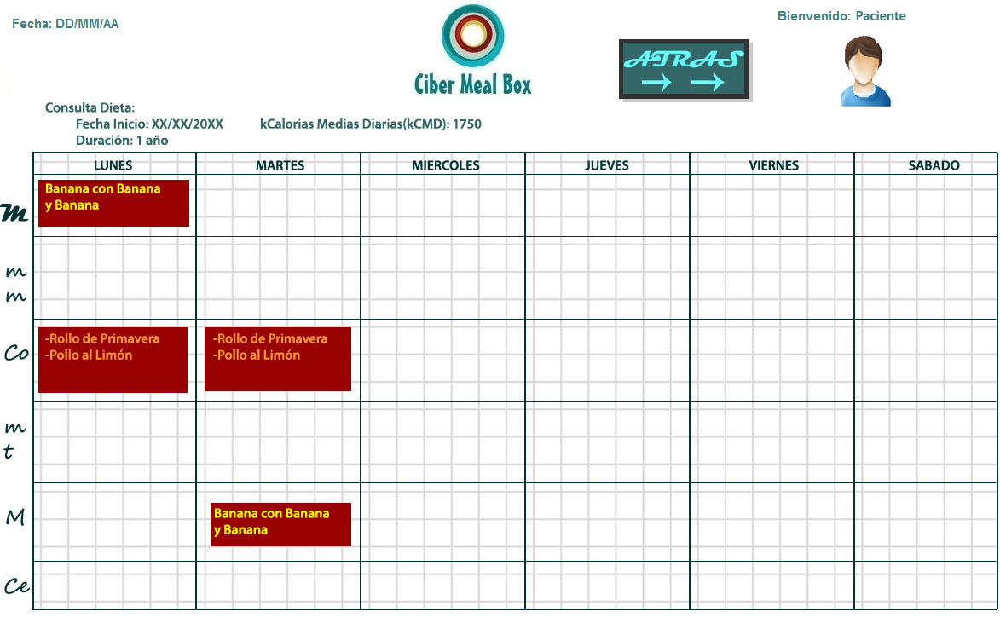 Fecha: DD/MM/AA
Ciber Meal Box
ATRAS
Bienvenido: Paciente
Consulta Dieta:
Fecha Inicio: XX/XX/20XX kCalorias Medias Diarias(kCMD): 1750
Duración: 1 año
LUNES MARTES MIERCOLES JUEVES VIERNES SABADO
M
Banana con Banana
y Banana
m
m
Co
-Rollo de Primavera
-Pollo al Limón
-Rollo de Primavera
-Pollo al Limón
m
t
M
Banana con Banana
y Banana
Ce